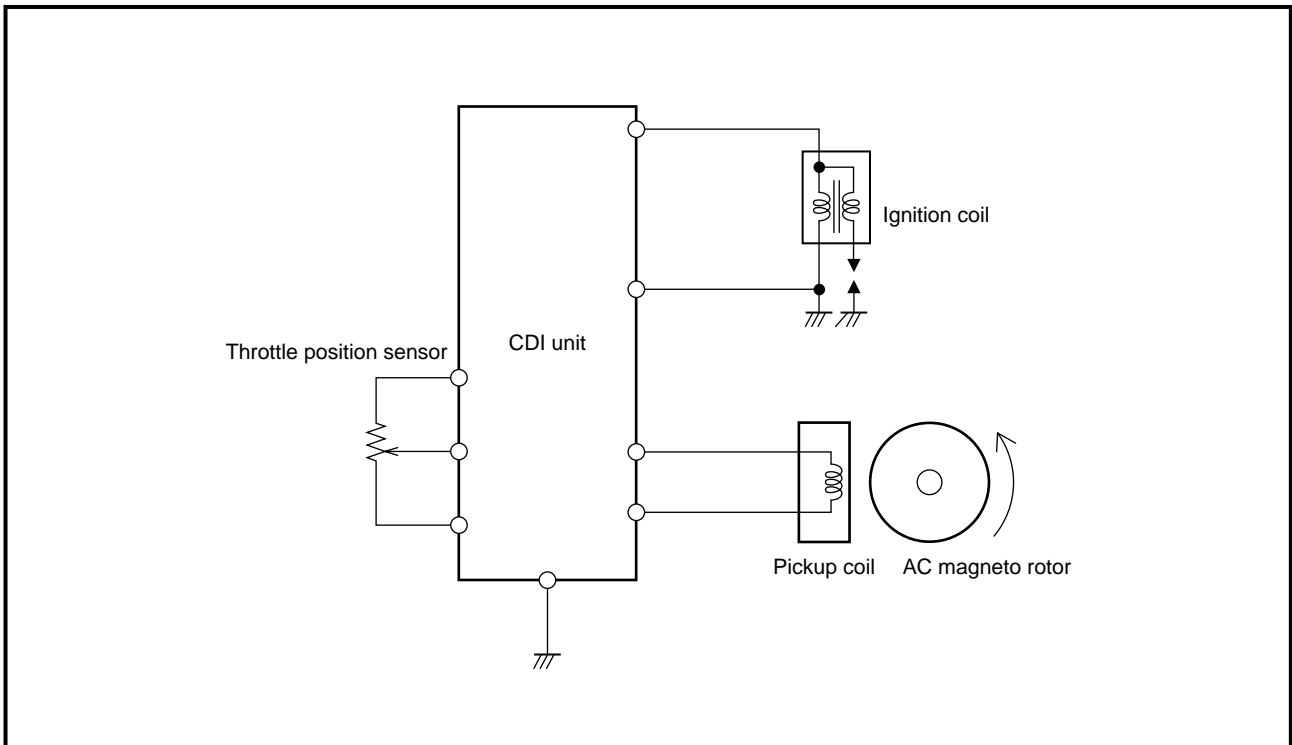 Ignition coil
CDI unit
Throttle position sensor
Pickup coil
AC magneto rotor